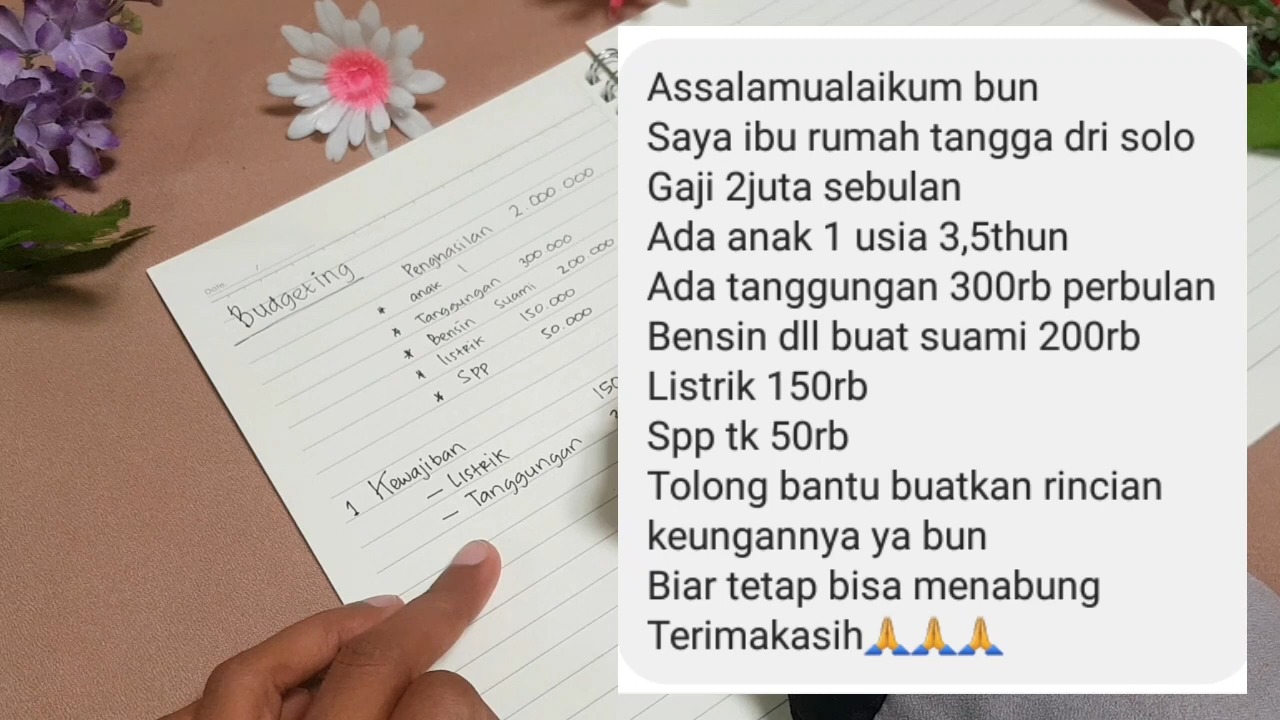 Date
Budgeting
Penghasilan 2.000 000
* anak 1
* Tanggungan 300 000
* Bensin suami 200.000
* listrik 150.000
* SPP 50.000
1 Kewajiban
— Listrik 150
— Tanggungan
Assalamualaikum bun
Saya ibu rumah tangga dri solo
Gaji 2juta sebulan
Ada anak 1 usia 3,5thun
Ada tanggungan 300rb perbulan
Bensin dll buat suami 200rb
Listrik 150rb
Spp tk 50rb
Tolong bantu buatkan rincian
keungannya ya bun
Biar tetap bisa menabung
Terimakasih🙏🙏🙏